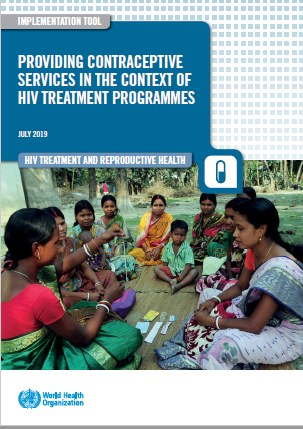 IMPLEMENTATION TOOL
PROVIDING CONTRACEPTIVE
SERVICES IN THE CONTEXT OF
HIV TREATMENT PROGRAMMES
JULY 2019
HIV TREATMENT AND REPRODUCTIVE HEALTH
World Health
Organization